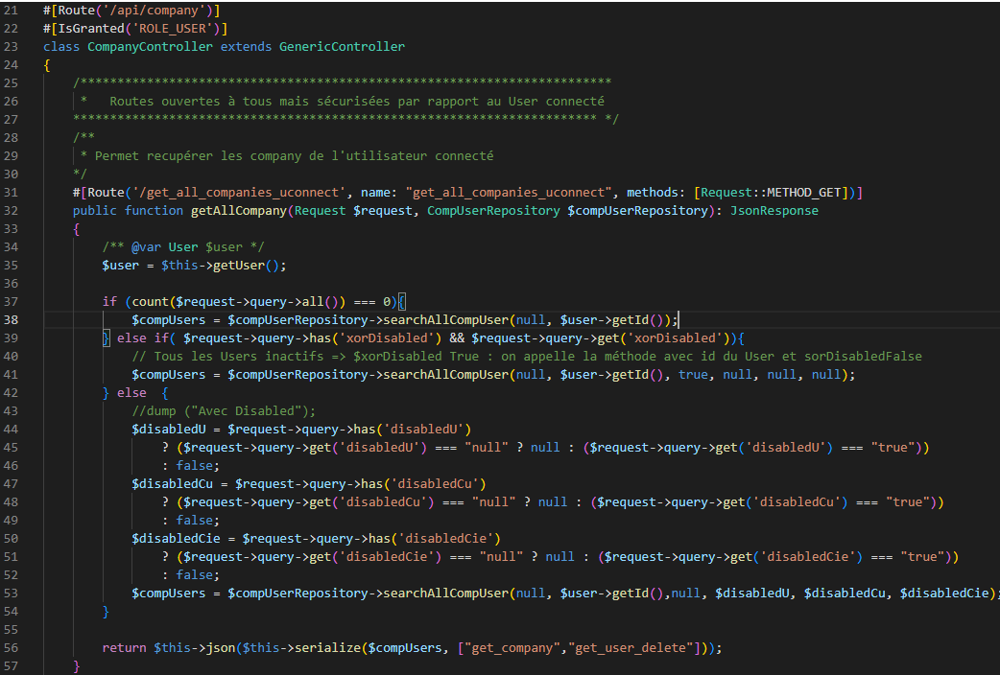 21 #[Route('/api/company')]
22 #[IsGranted('ROLE_USER')]
23 class CompanyController extends GenericController
24 {
25     /************************************************************************
26      *   Routes ouvertes à tous mais sécurisées par rapport au User connecté
27     *********************************************************************** */
28     /**
29      * Permet recupérer les company de l'utilisateur connecté
30     */
31     #[Route('/get_all_companies_uconnect', name: "get_all_companies_uconnect", methods: [Request::METHOD_GET])]
32     public function getAllCompany(Request $request, CompUserRepository $compUserRepository): JsonResponse
33     {
34         /** @var User $user */
35         $user = $this->getUser();
36
37         if (count($request->query->all()) === 0){
38             $compUsers = $compUserRepository->searchAllCompUser(null, $user->getId());
39         } else if( $request->query->has('xorDisabled') && $request->query->get('xorDisabled')){
40             // Tous les Users inactifs => $xorDisabled True : on appelle la méthode avec id du User et sorDisabledFalse
41             $compUsers = $compUserRepository->searchAllCompUser(null, $user->getId(), true, null, null, null);
42         } else  {
43             //dump ("Avec Disabled");
44             $disabledU = $request->query->has('disabledU')
45                 ? ($request->query->get('disabledU') === "null" ? null : ($request->query->get('disabledU') === "true"))
46                 : false;
47             $disabledCu = $request->query->has('disabledCu')
48                 ? ($request->query->get('disabledCu') === "null" ? null : ($request->query->get('disabledCu') === "true"))
49                 : false;
50             $disabledCie = $request->query->has('disabledCie')
51                 ? ($request->query->get('disabledCie') === "null" ? null : ($request->query->get('disabledCie') === "true"))
52                 : false;
53             $compUsers = $compUserRepository->searchAllCompUser(null, $user->getId(),null, $disabledU, $disabledCu, $disabledCie);
54         }
55
56         return $this->json($this->serialize($compUsers, ["get_company","get_user_delete"]));
57     }